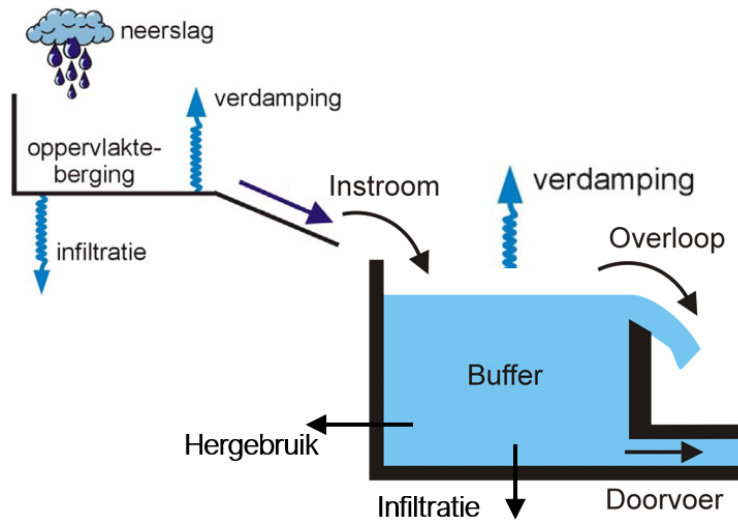 neerslag
verdamping
oppervlakte-
berging
infiltratie
Instroom
verdamping
Overloop
Buffer
Hergebruik
Infiltratie
Doorvoer